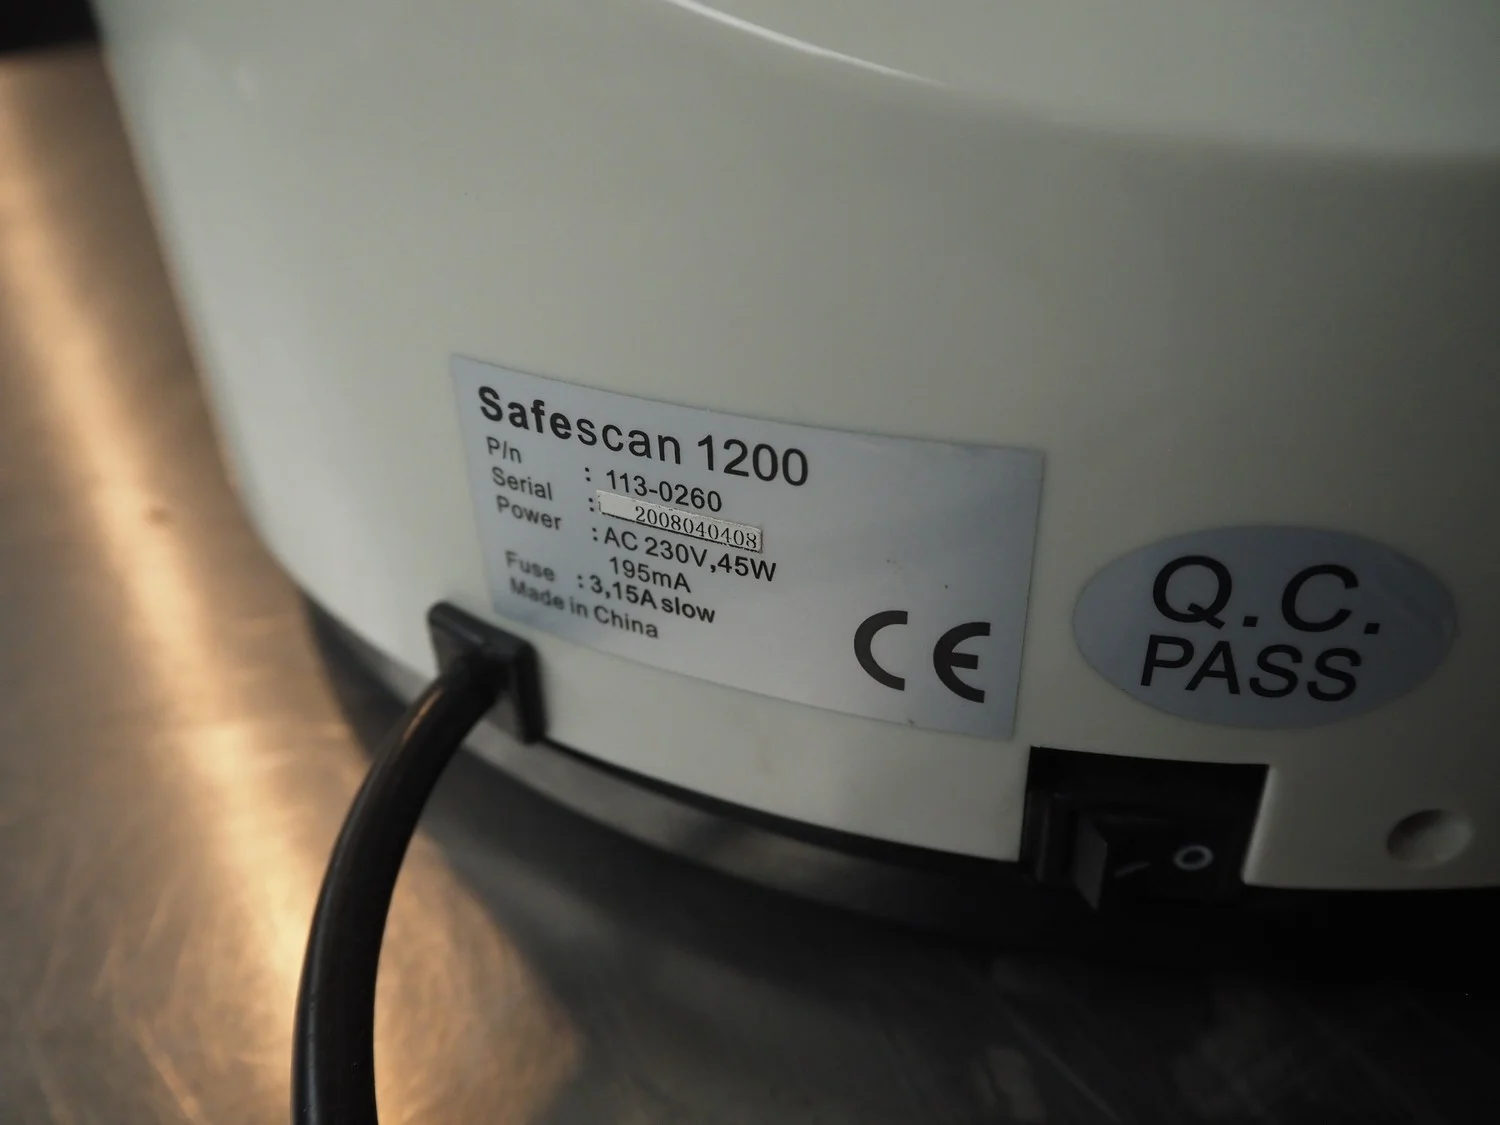 Safescan 1200
P/n : 113-0260
Serial : 2008040408
Power : AC 230V,45W
195mA
Fuse : 3,15A slow
Made in China
CE
Q.C.
PASS